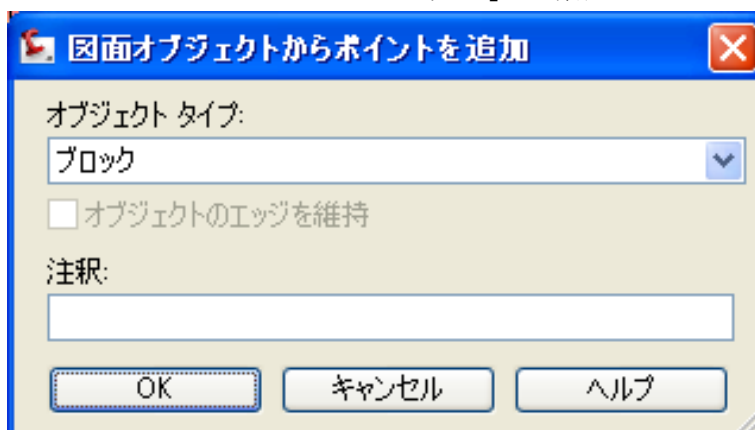 図面オブジェクトからポイントを追加
オブジェクト タイプ:
ブロック
オブジェクトのエッジを維持
注釈:
OK キャンセル ヘルプ